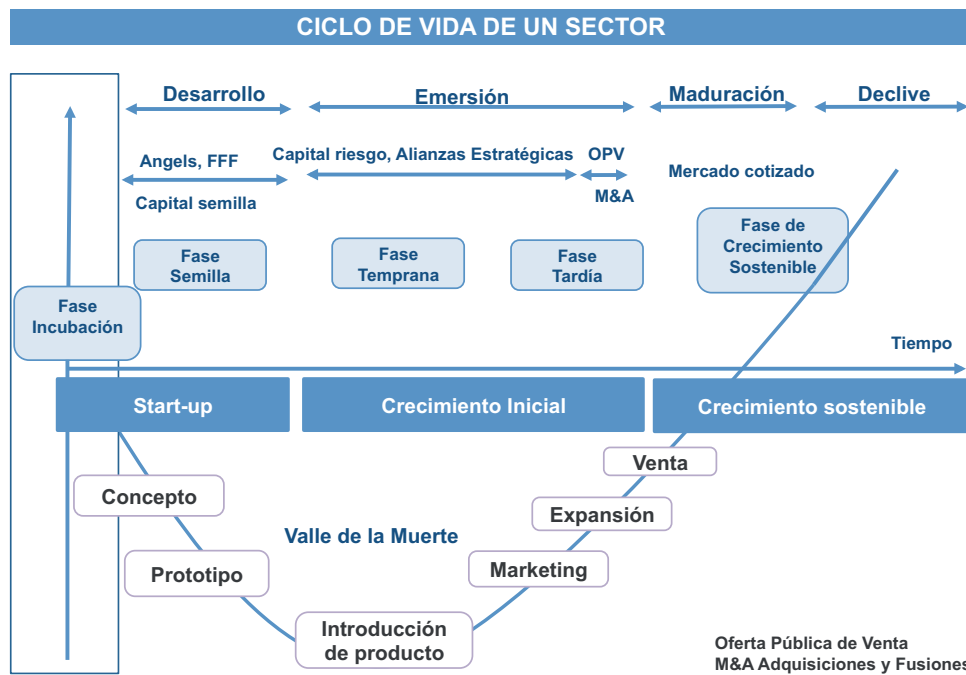 CICLO DE VIDA DE UN SECTOR
Desarrollo
Emersión
Maduración
Declive
Angels, FFF
Capital semilla
Capital riesgo, Alianzas Estratégicas
OPV
M&A
Mercado cotizado
Fase
Incubación
Fase
Semilla
Fase
Temprana
Fase
Tardía
Fase de
Crecimiento
Sostenible
Tiempo
Start-up
Crecimiento Inicial
Crecimiento sostenible
Concepto
Prototipo
Valle de la Muerte
Introducción
de producto
Marketing
Expansión
Venta
Oferta Pública de Venta
M&A Adquisiciones y Fusiones